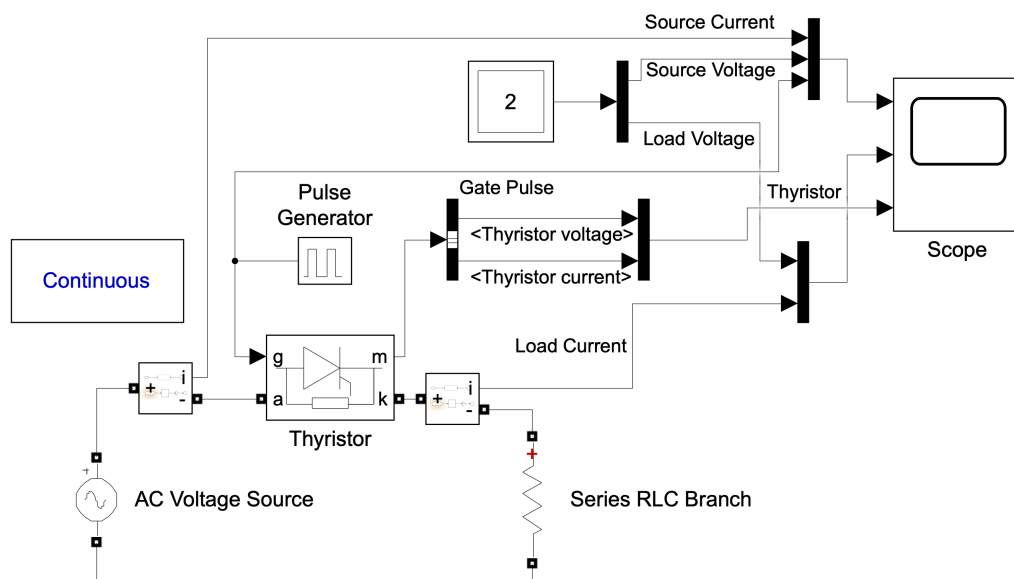 Source Current
Source Voltage
2
Load Voltage
Thyristor
Gate Pulse
Pulse
Generator
<Thyristor voltage>
<Thyristor current>
Scope
Continuous
Load Current
g
m
a
k
Thyristor
i
+
-
i
+
-
+
AC Voltage Source
+
Series RLC Branch